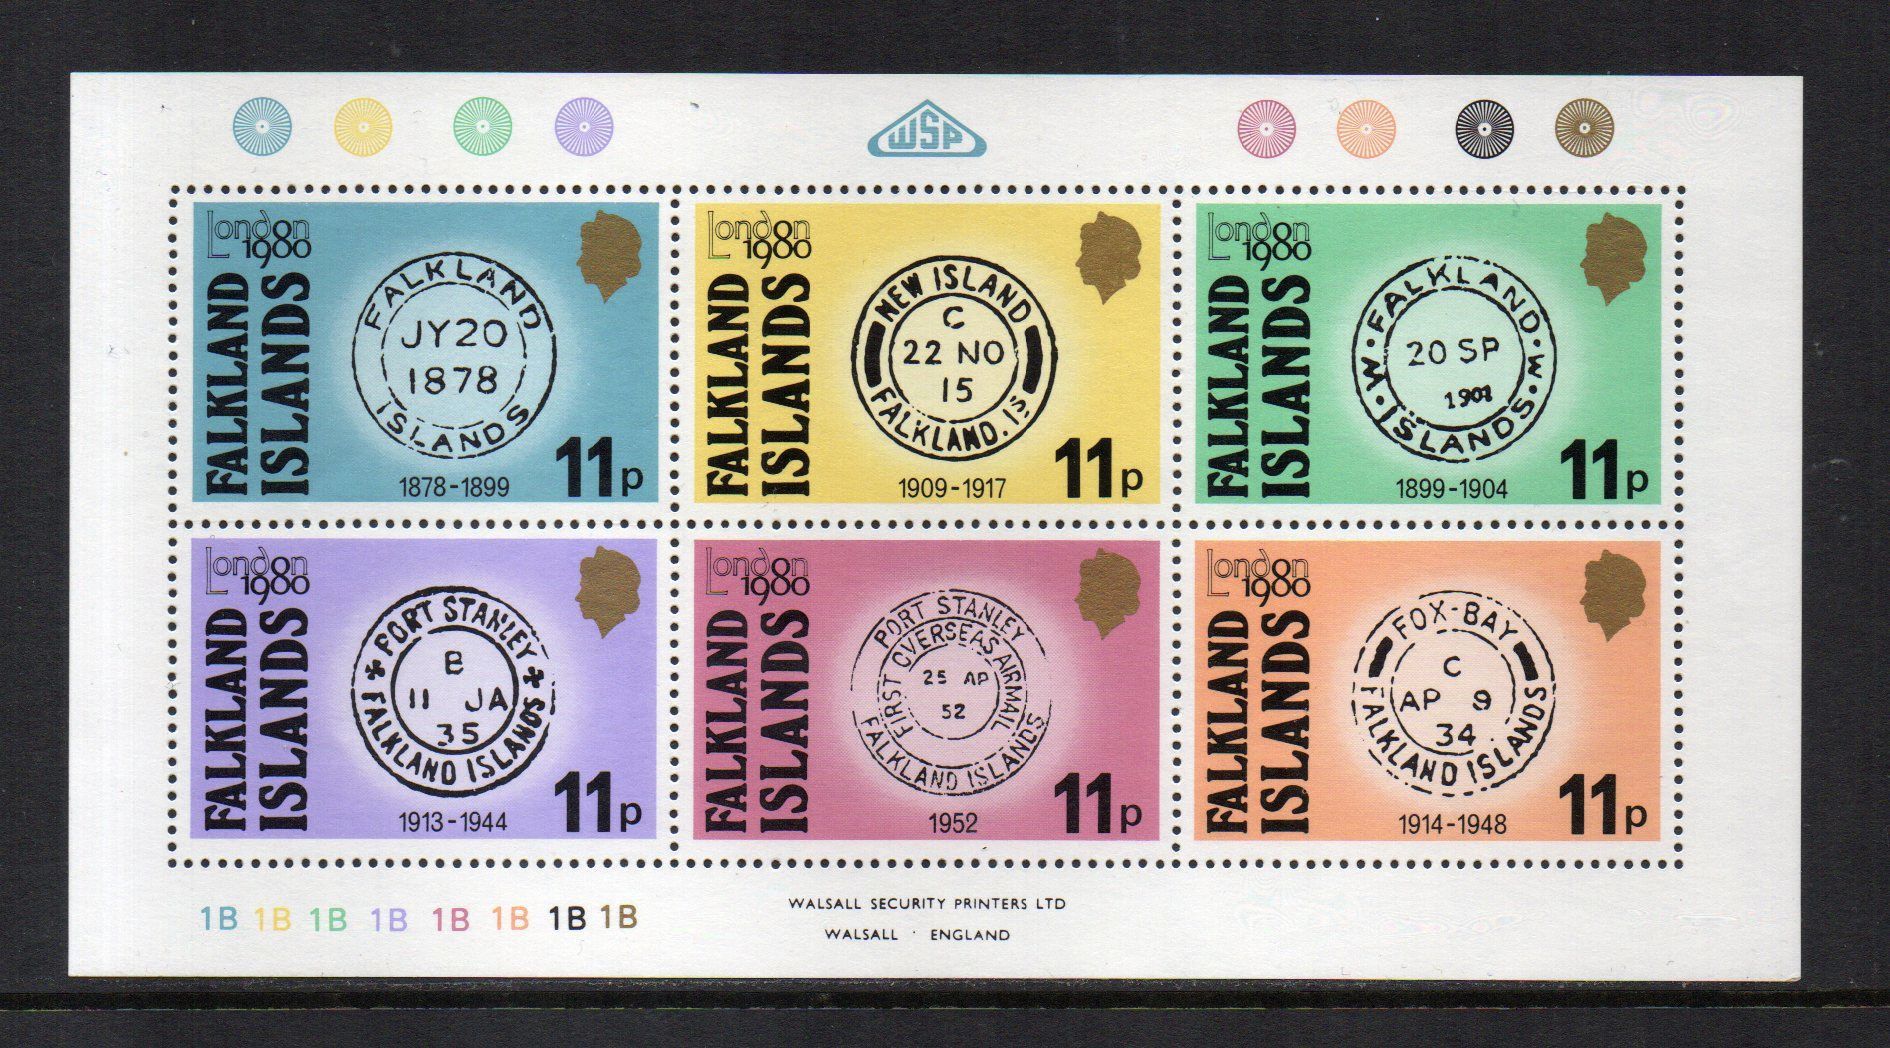 WSP
London
1980
FALKLAND
ISLANDS
FALKLAND
JY 20
1878
ISLANDS
1878-1899
11p
London
1980
FALKLAND
ISLANDS
NEW ISLAND
C
22 NO
15
FALKLAND. IS
1909-1917
11p
London
1980
FALKLAND
ISLANDS
W·FALKLAND·W
20 SP
1901
·ISLANDS·
1899-1904
11p
London
1980
FALKLAND
ISLANDS
PORT STANLEY
B
11 JA
35
FALKLAND ISLANDS
1913-1944
11p
London
1980
FALKLAND
ISLANDS
PORT STANLEY
FIRST OVERSEAS AIRMAIL
25 AP
52
FALKLAND ISLANDS
1952
11p
London
1980
FALKLAND
ISLANDS
FOX-BAY
C
AP 9
34
FALKLAND ISLANDS
1914-1948
11p
1B 1B 1B 1B 1B 1B 1B 1B
WALSALL SECURITY PRINTERS LTD
WALSALL · ENGLAND